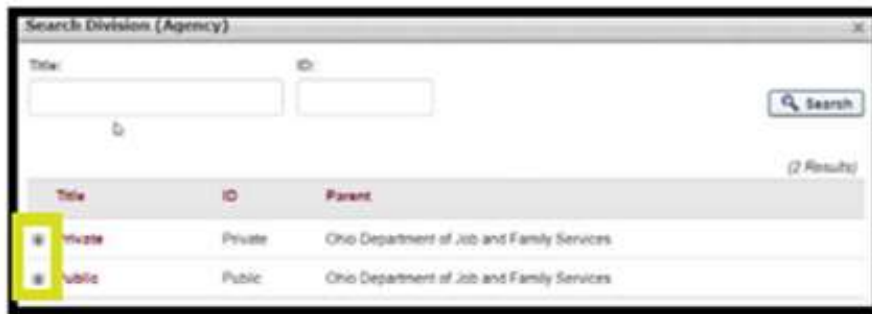 Search Division (Agency)
Title: ID:
Search
(2 Results)
Title ID Parent
Private Private Ohio Department of Job and Family Services
Public Public Ohio Department of Job and Family Services